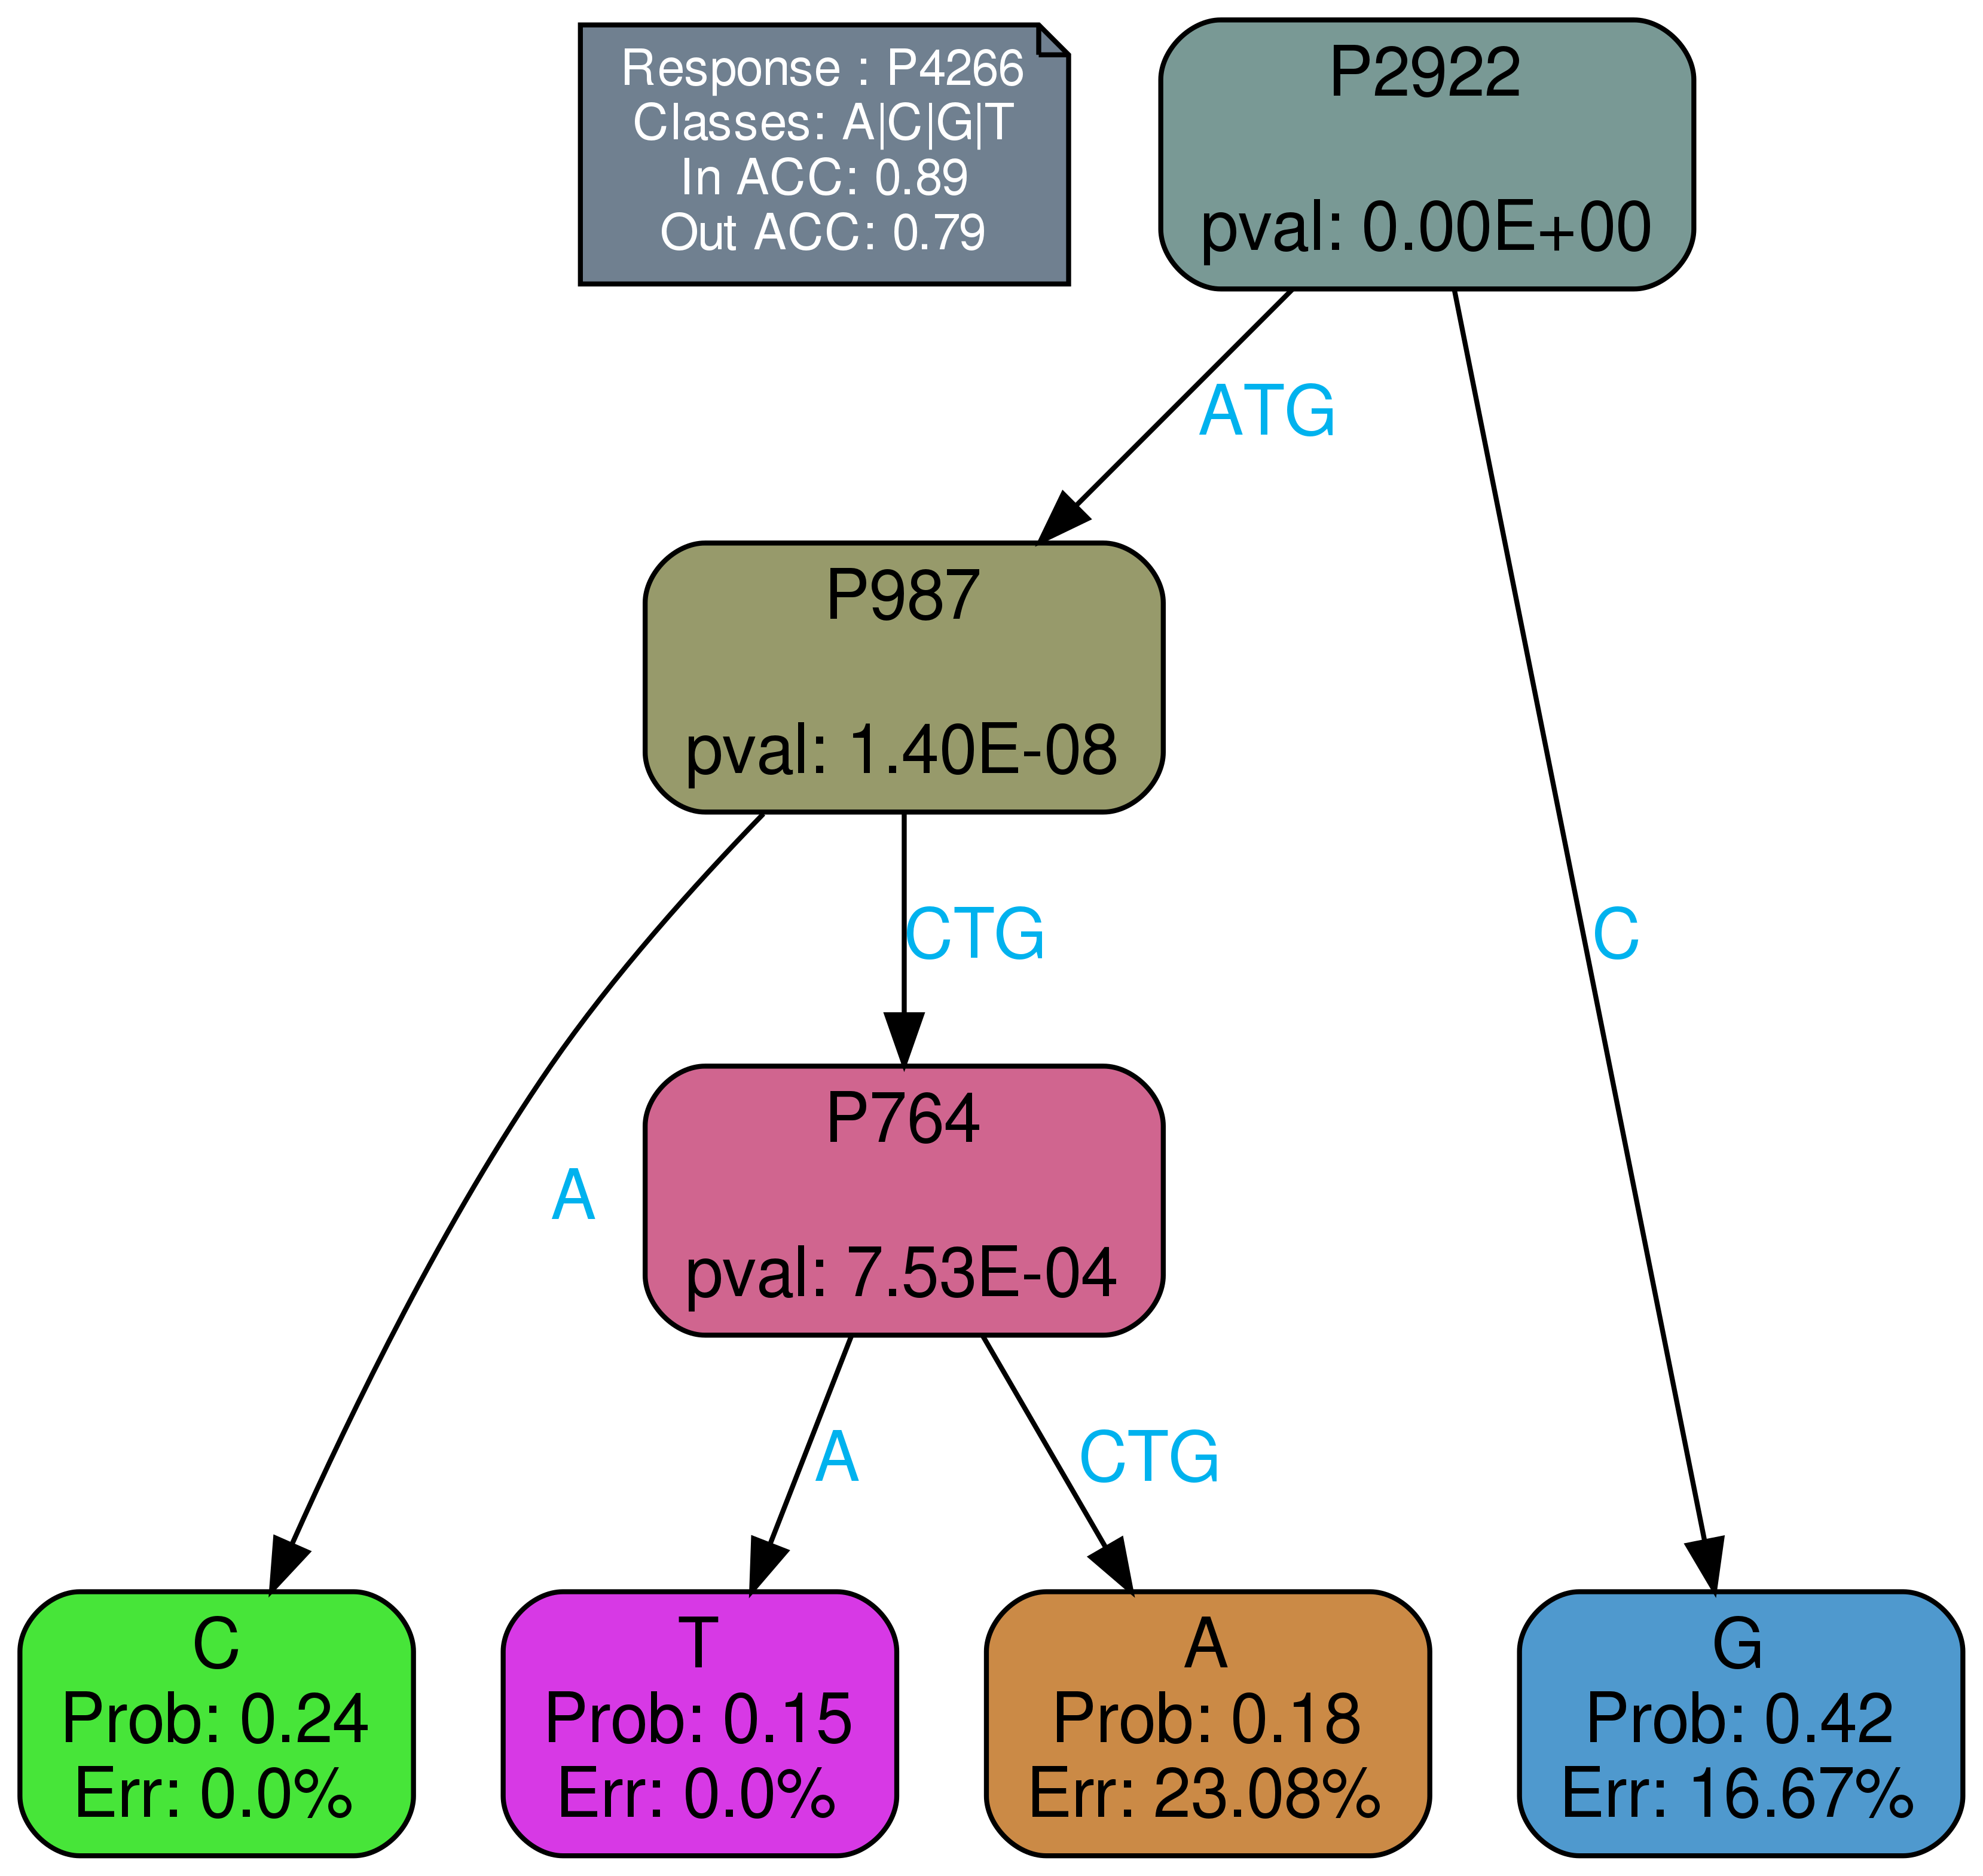 Response : P4266
Classes: A|C|G|T
In ACC: 0.89
Out ACC: 0.79
P2922
pval: 0.00E+00
ATG
P987
pval: 1.40E-08
CTG
C
P764
pval: 7.53E-04
A
A
CTG
C
Prob: 0.24
Err: 0.0%
T
Prob: 0.15
Err: 0.0%
A
Prob: 0.18
Err: 23.08%
G
Prob: 0.42
Err: 16.67%